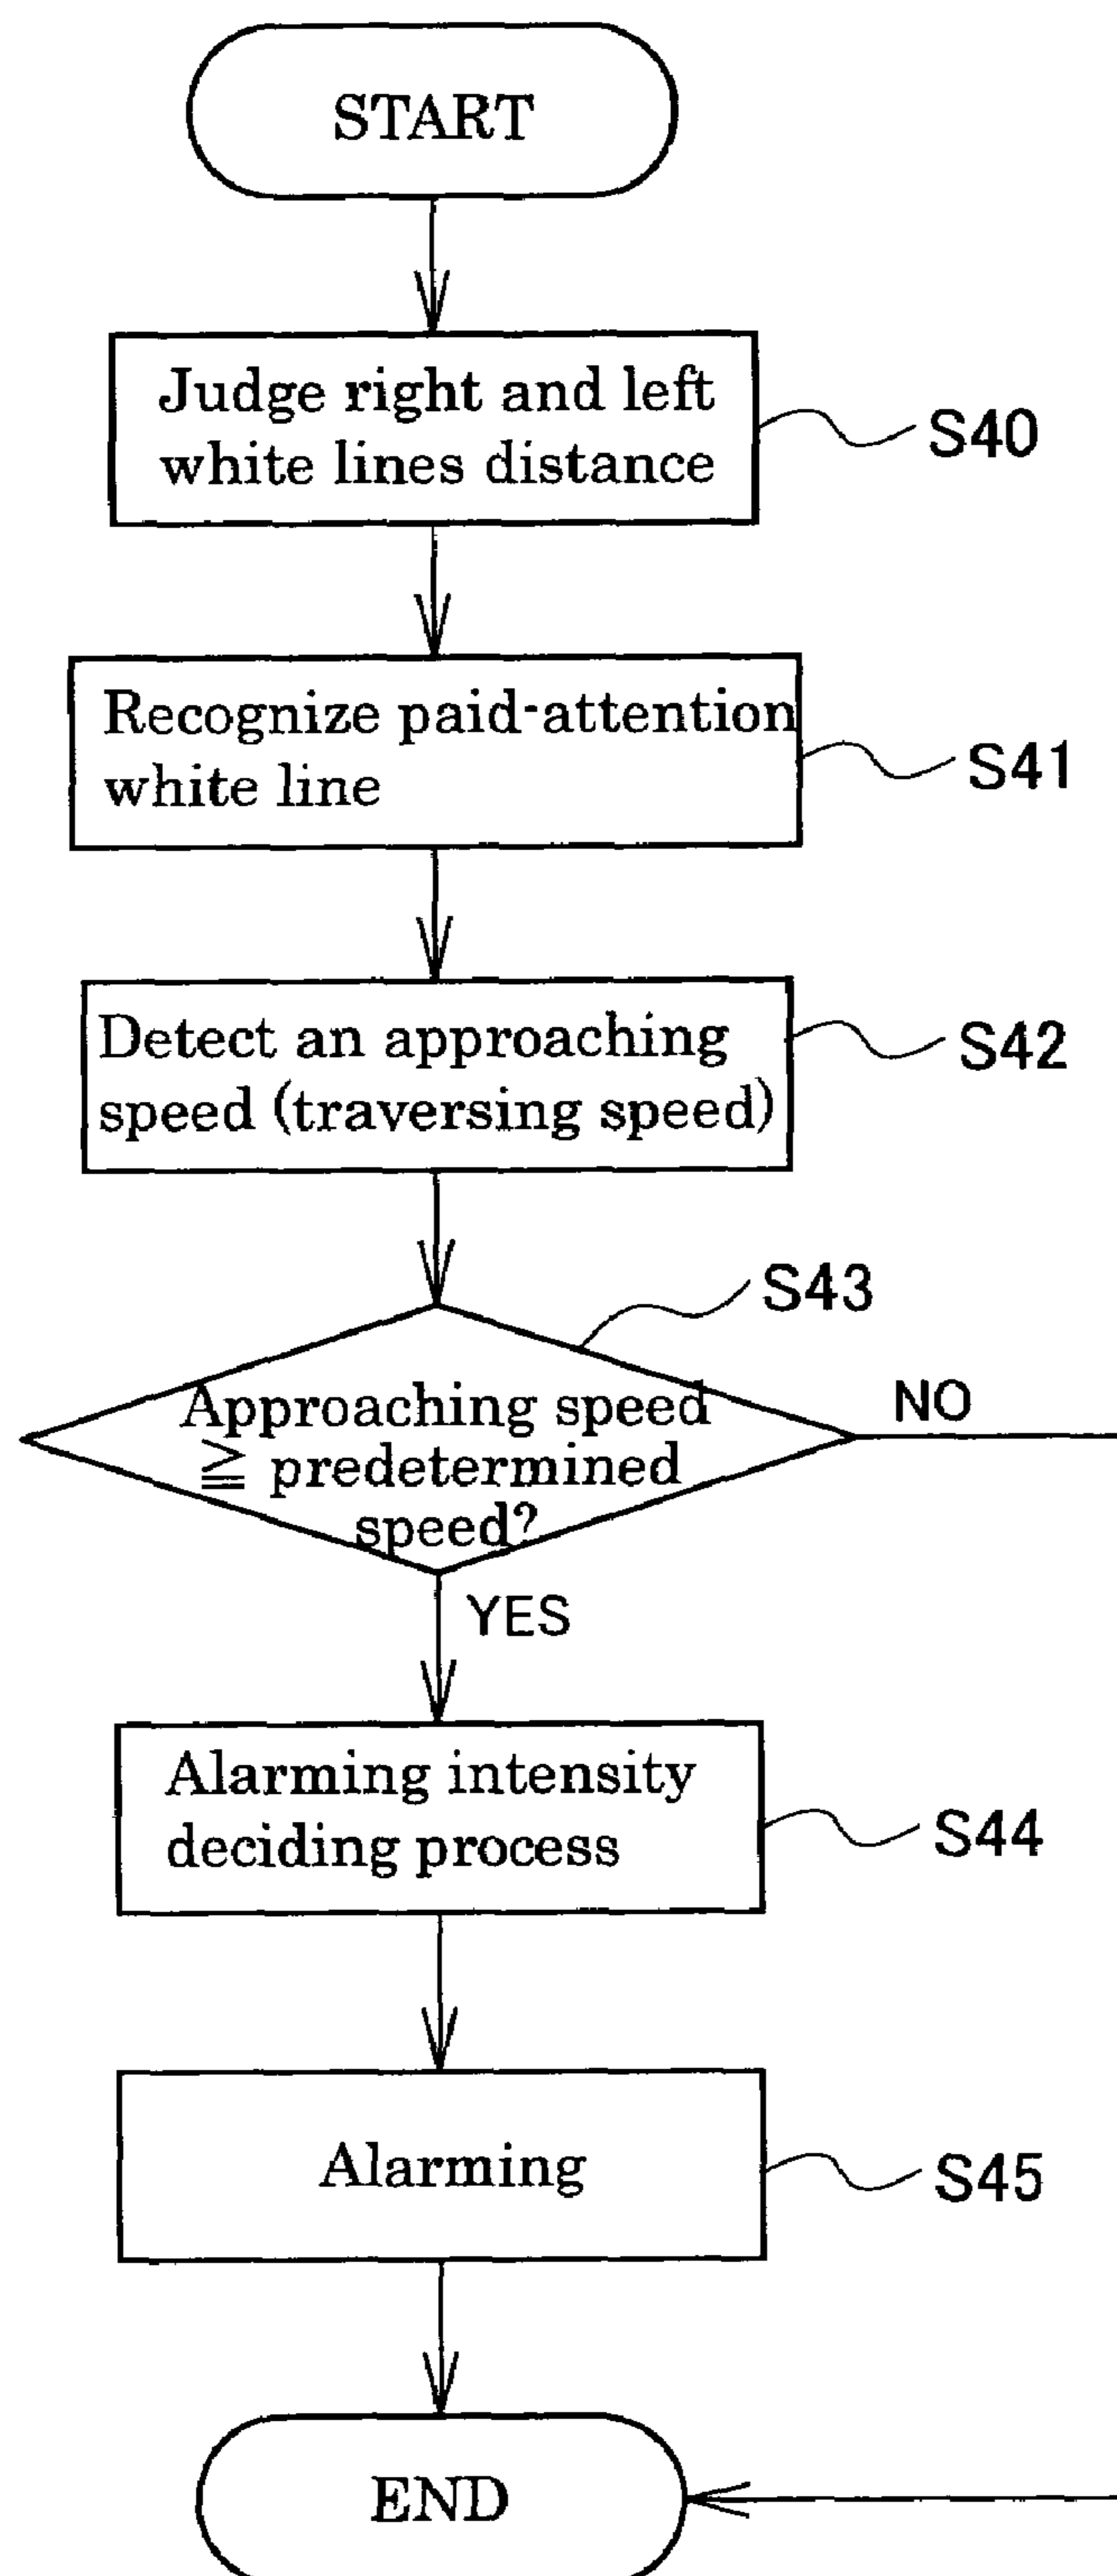 START
Judge right and left
white lines distance
S40
Recognize paid-attention
white line
S41
Detect an approaching
speed (traversing speed)
S42
S43
Approaching speed
≧ predetermined
speed?
NO
YES
Alarming intensity
deciding process
S44
Alarming
S45
END